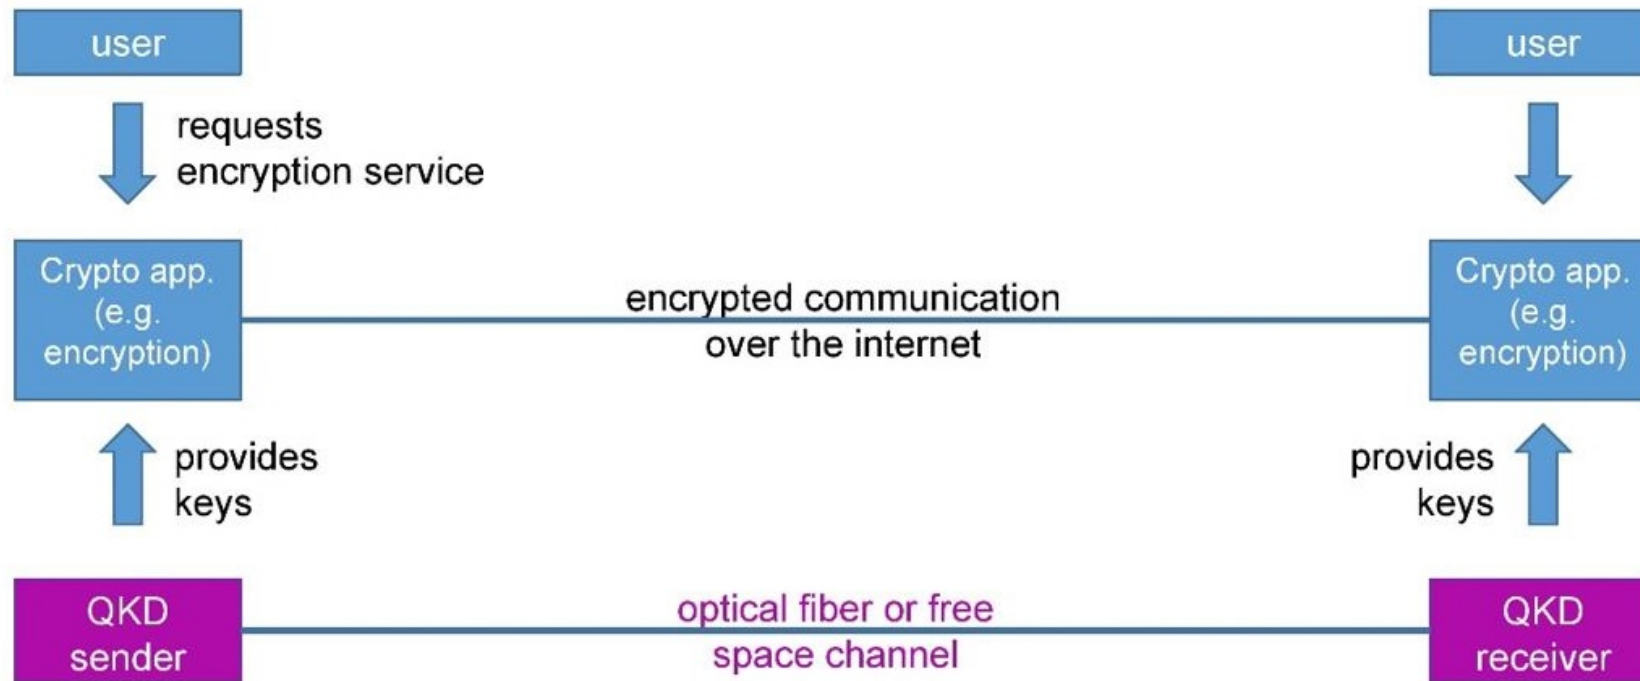 user
user
requests
encryption service
Crypto app.
(e.g.
encryption)
encrypted communication
over the internet
Crypto app.
(e.g.
encryption)
provides
keys
provides
keys
QKD
sender
optical fiber or free
space channel
QKD
receiver